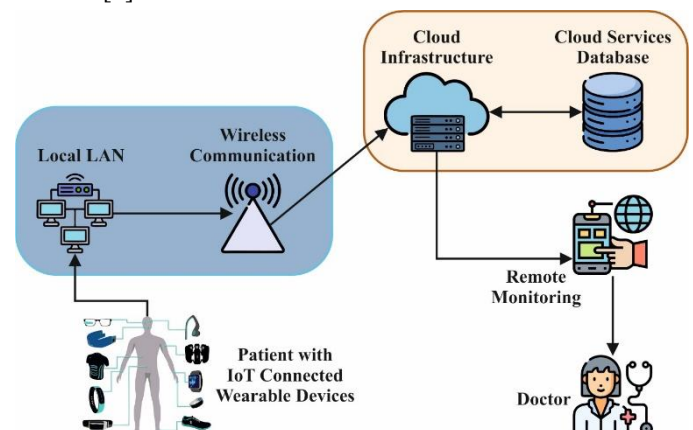 Cloud
Infrastructure
Cloud Services
Database
Wireless
Communication
Local LAN
Remote
Monitoring
Patient with
IoT Connected
Wearable Devices
Doctor